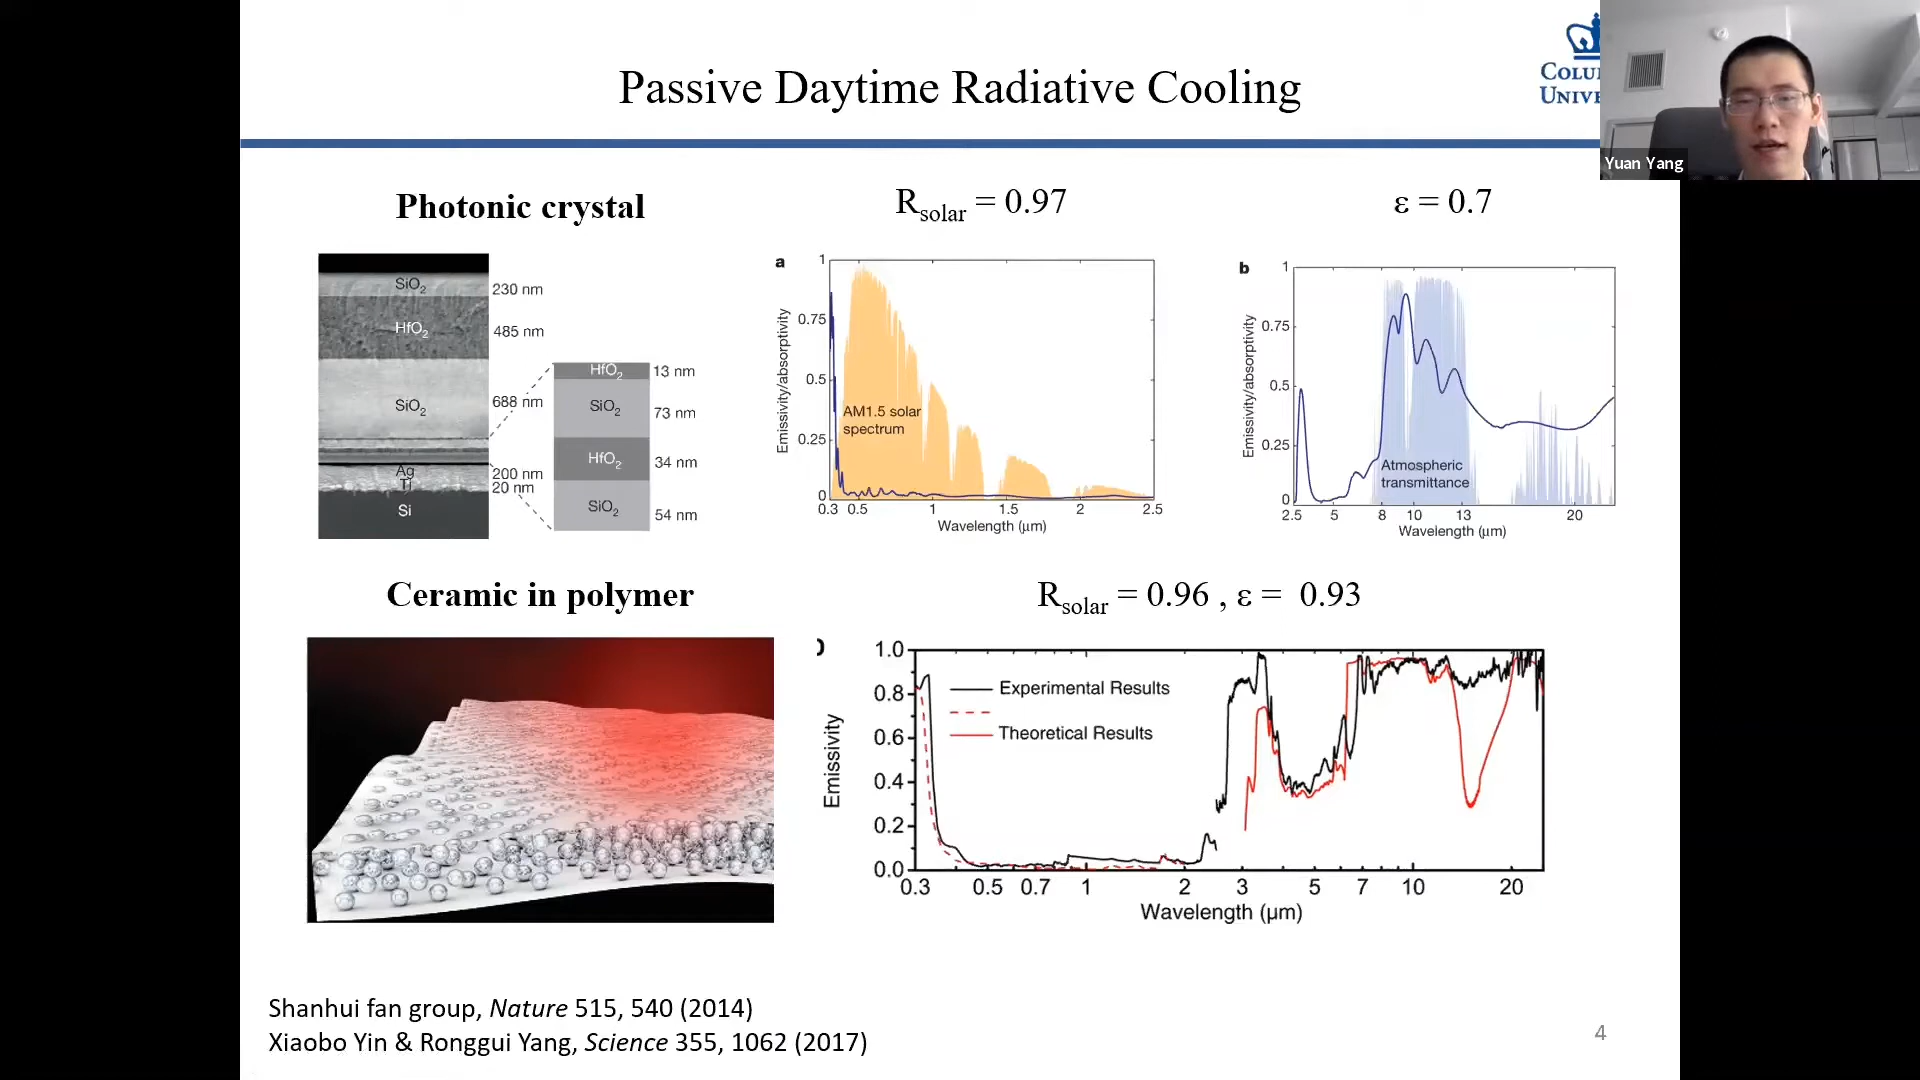 Passive Daytime Radiative Cooling
Yuan Yang
Photonic crystal
R_solar = 0.97
ε = 0.7
SiO2
230 nm
HfO2
485 nm
SiO2
688 nm
Ag
200 nm
Ti
20 nm
Si
HfO2
13 nm
SiO2
73 nm
HfO2
34 nm
SiO2
54 nm
a
Emissivity/absorptivity
1
0.75
0.5
0.25
0
AM1.5 solar
spectrum
0.3 0.5 1 1.5 2 2.5
Wavelength (μm)
b
Emissivity/absorptivity
1
0.75
0.5
0.25
0
Atmospheric
transmittance
2.5 5 8 10 13 20
Wavelength (μm)
Ceramic in polymer
R_solar = 0.96 , ε = 0.93
Emissivity
1.0
0.8
0.6
0.4
0.2
0.0
Experimental Results
Theoretical Results
0.3 0.5 0.7 1 2 3 5 7 10 20
Wavelength (μm)
Shanhui fan group, Nature 515, 540 (2014)
Xiaobo Yin & Ronggui Yang, Science 355, 1062 (2017)
4